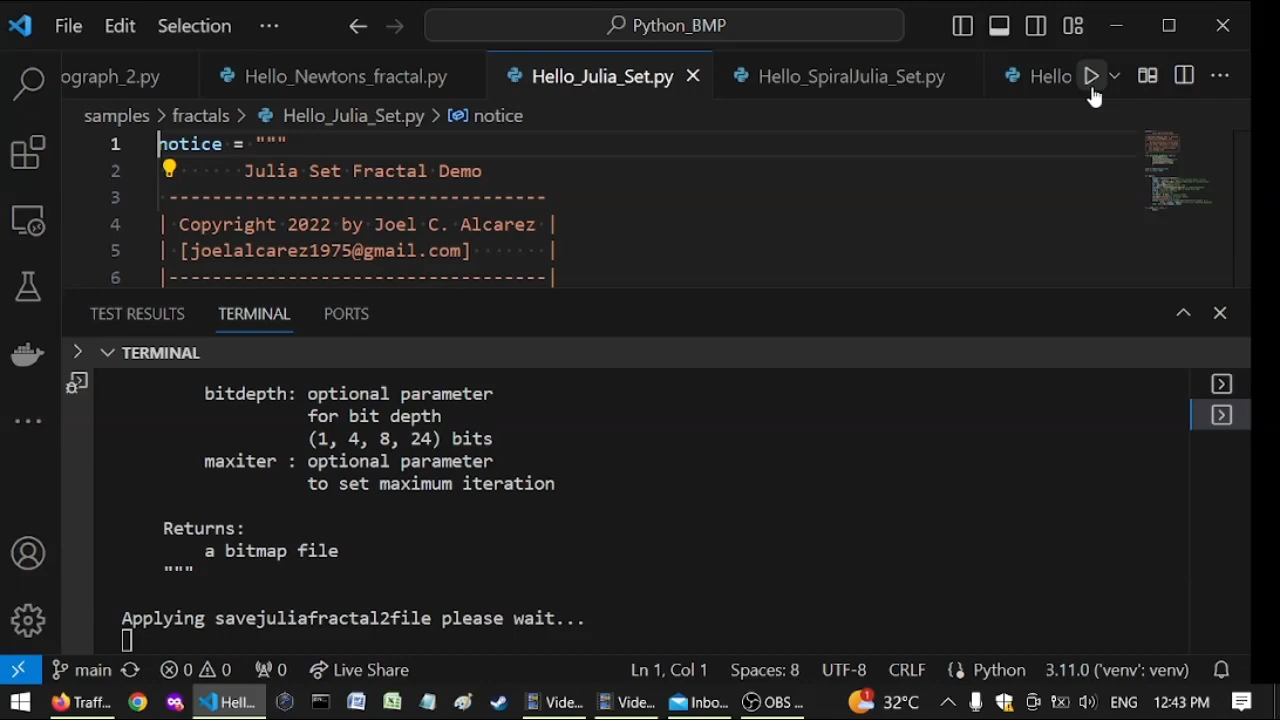 File Edit Selection ··· Python_BMP
ograph_2.py Hello_Newtons_fractal.py Hello_Julia_Set.py Hello_SpiralJulia_Set.py Hello
samples > fractals > Hello_Julia_Set.py > notice
1 notice = """
2 Julia Set Fractal Demo
3 -----------------------------------
4 | Copyright 2022 by Joel C. Alcarez |
5 | [joelalcarez1975@gmail.com] |
6 |-----------------------------------|
TEST RESULTS TERMINAL PORTS
TERMINAL
bitdepth: optional parameter
for bit depth
(1, 4, 8, 24) bits
maxiter : optional parameter
to set maximum iteration
Returns:
a bitmap file
"""
Applying savejuliafractal2file please wait...
main 0 0 0 Live Share Ln 1, Col 1 Spaces: 8 UTF-8 CRLF {} Python 3.11.0 ('venv': venv)
Traff... Hell... Vide... Vide... Inbo... OBS ... 1 32°C ENG 12:43 PM